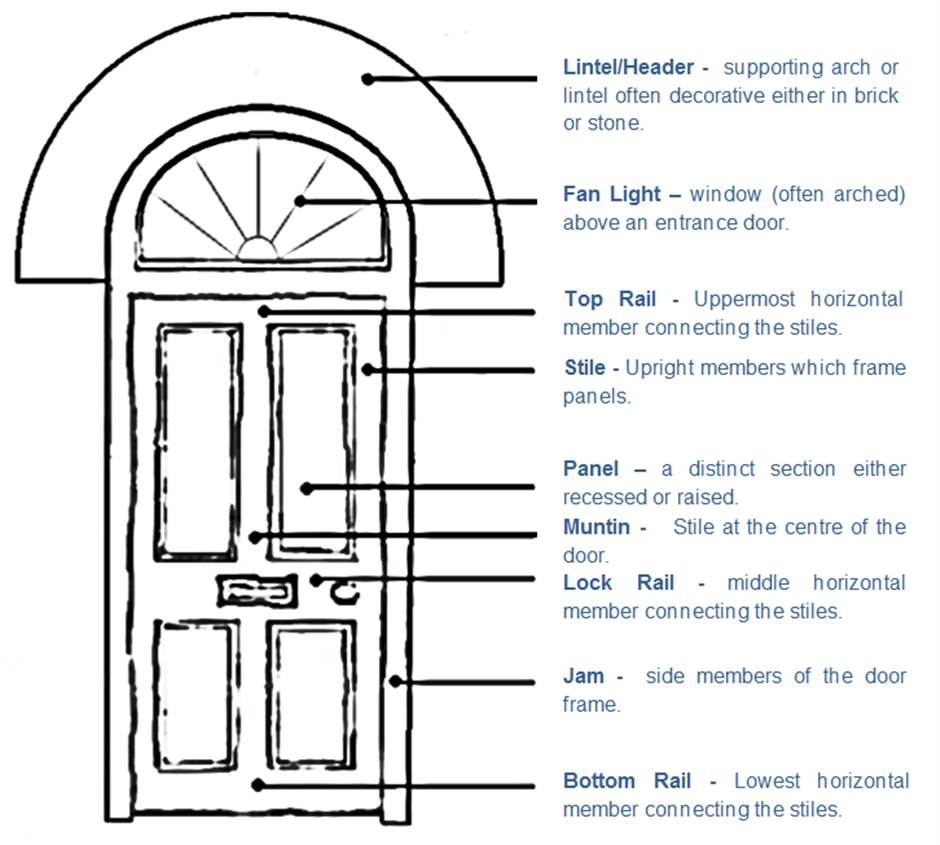 Lintel/Header - supporting arch or
lintel often decorative either in brick
or stone.
Fan Light – window (often arched)
above an entrance door.
Top Rail - Uppermost horizontal
member connecting the stiles.
Stile - Upright members which frame
panels.
Panel – a distinct section either
recessed or raised.
Muntin - Stile at the centre of the
door.
Lock Rail - middle horizontal
member connecting the stiles.
Jam - side members of the door
frame.
Bottom Rail - Lowest horizontal
member connecting the stiles.